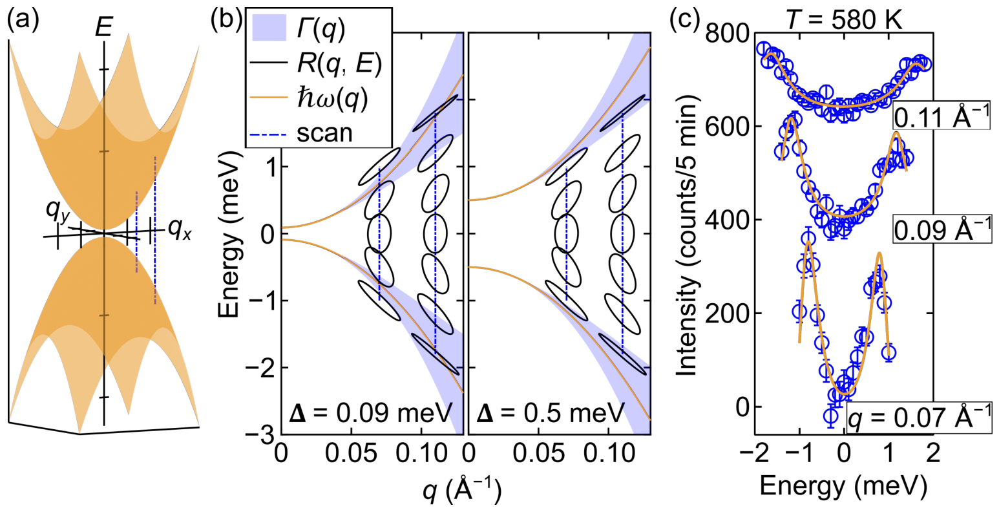 (a)
E
q_y
q_x
(b)
Γ(q)
R(q, E)
ħω(q)
scan
Energy (meV)
1
0
−1
−2
−3
Δ = 0.09 meV
Δ = 0.5 meV
0
0.05
0.10
0
0.05
0.10
q (Å⁻¹)
(c)
T = 580 K
Intensity (counts/5 min)
800
600
400
200
0
0.11 Å⁻¹
0.09 Å⁻¹
q = 0.07 Å⁻¹
−2
−1
0
1
2
Energy (meV)